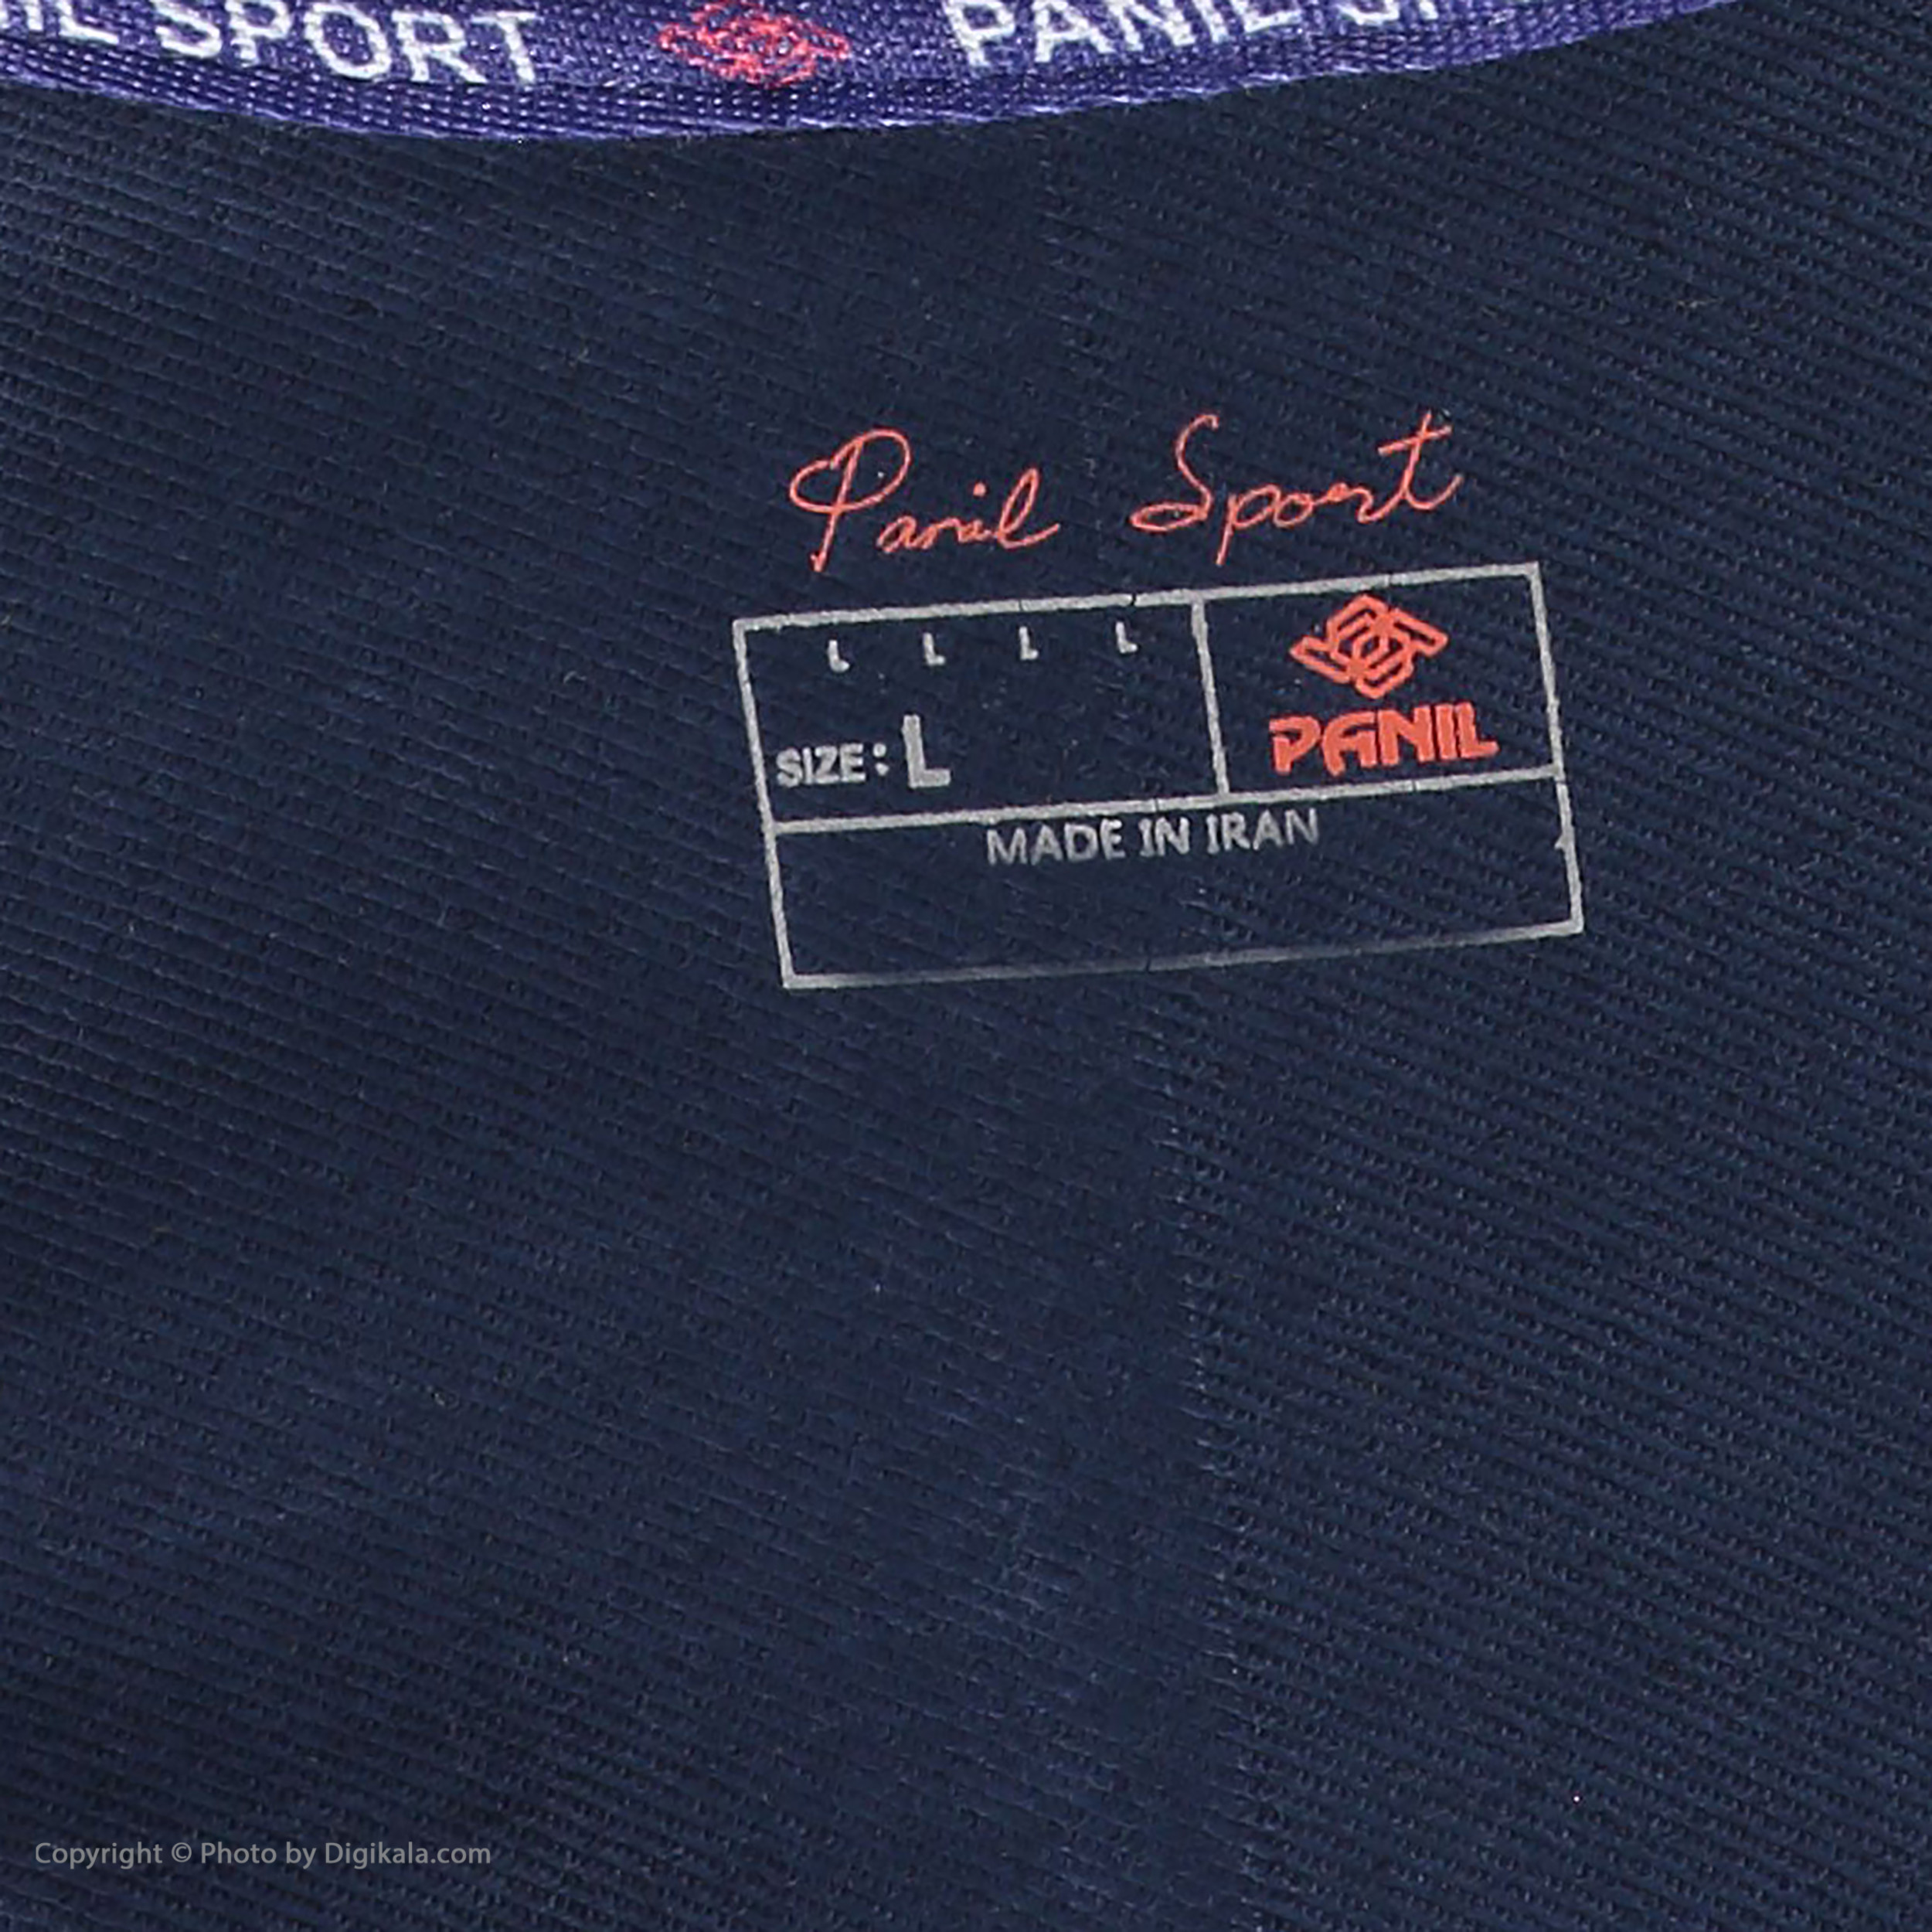 SPORT PANIL
Panil Sport
L L L L
SIZE: L
PANIL
MADE IN IRAN
Copyright © Photo by Digikala.com